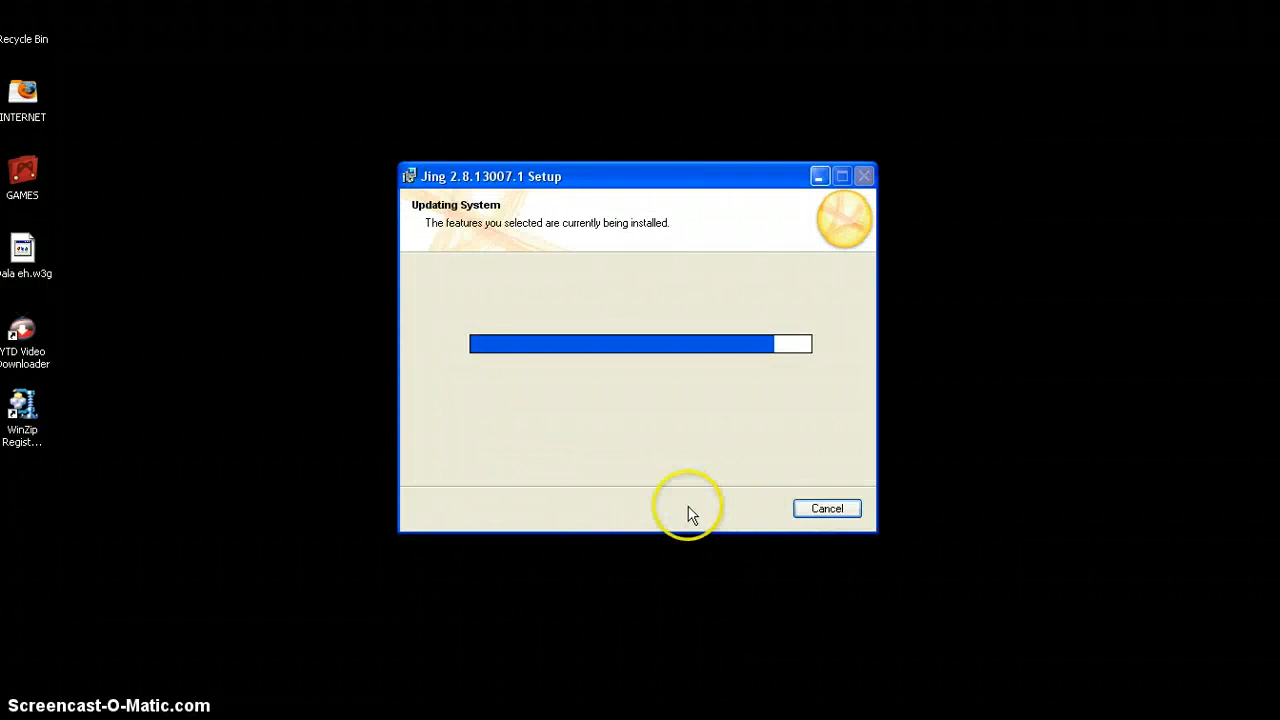 Recycle Bin
INTERNET
GAMES
ala eh.w3g
YTD Video
Downloader
WinZip
Regist...
Jing 2.8.13007.1 Setup
Updating System
The features you selected are currently being installed.
Cancel
Screencast-O-Matic.com